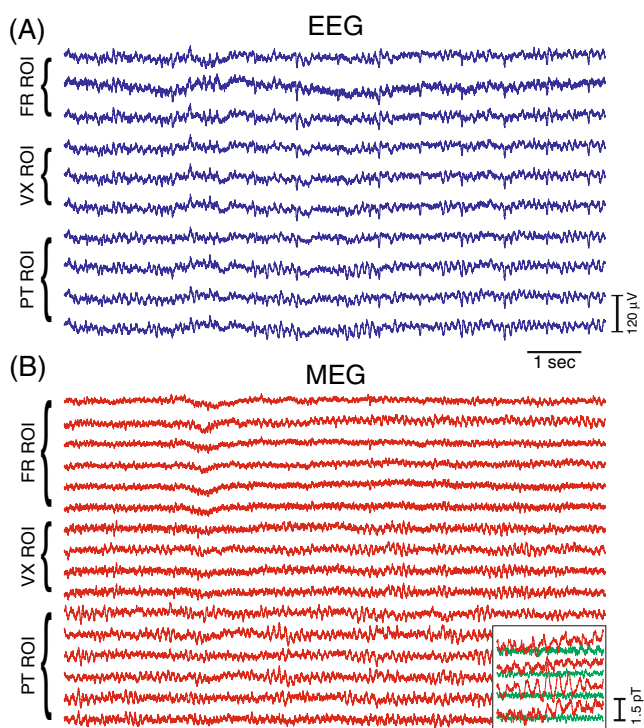 (A)
EEG
FR ROI
VX ROI
PT ROI
120 µV
1 sec
(B)
MEG
FR ROI
VX ROI
PT ROI
1.5 pT